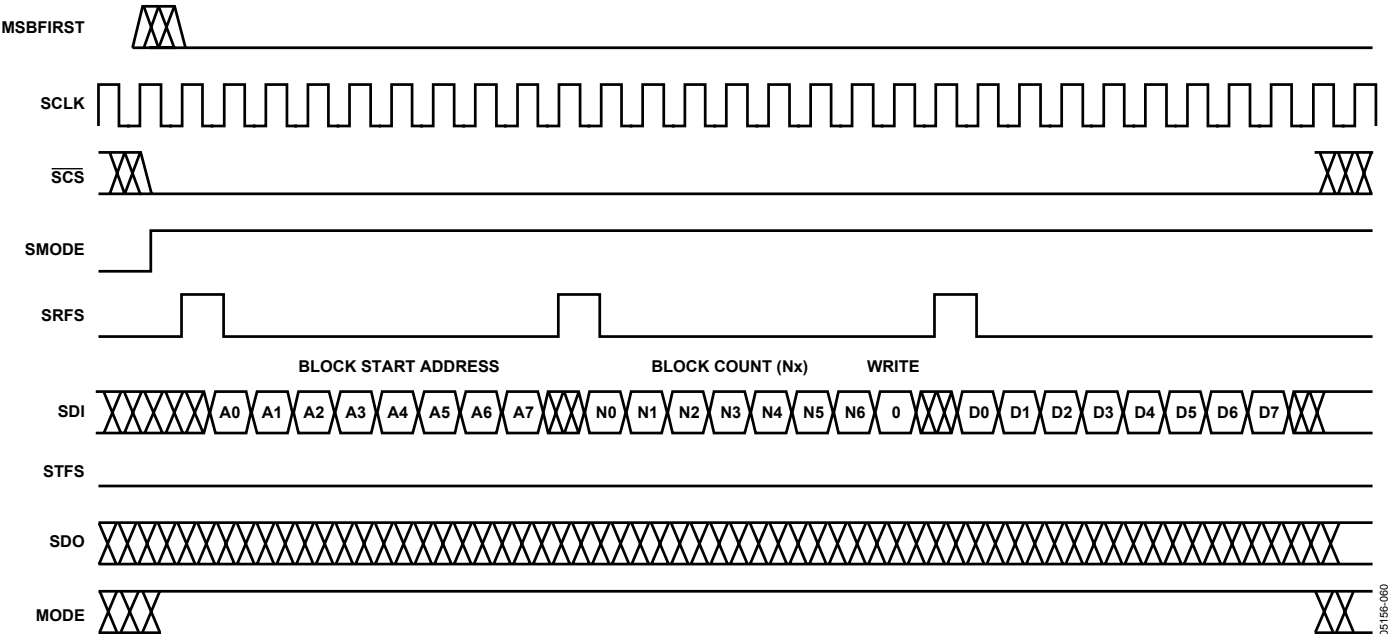 MSBFIRST
SCLK
SCS
SMODE
SRFS
BLOCK START ADDRESS BLOCK COUNT (Nx) WRITE
SDI A0 A1 A2 A3 A4 A5 A6 A7 N0 N1 N2 N3 N4 N5 N6 0 D0 D1 D2 D3 D4 D5 D6 D7
STFS
SDO
MODE
05156-060